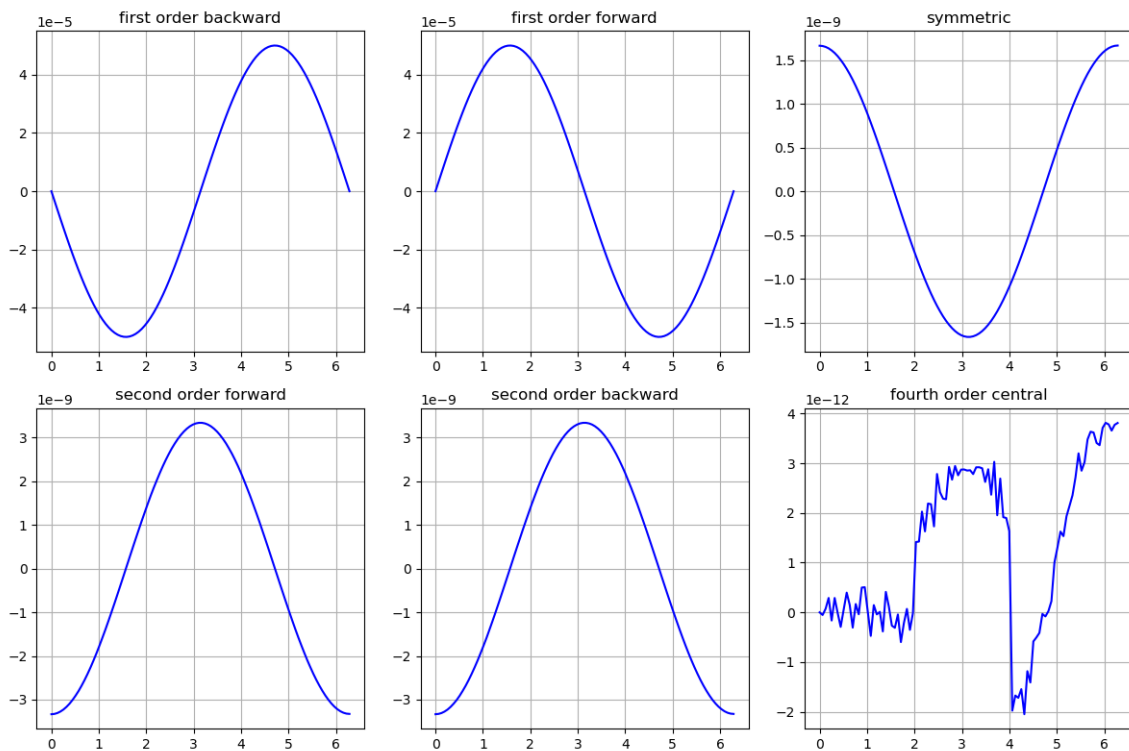 first order backward
1e−5
4
2
0
−2
−4
0 1 2 3 4 5 6
first order forward
1e−5
4
2
0
−2
−4
0 1 2 3 4 5 6
symmetric
1e−9
1.5
1.0
0.5
0.0
−0.5
−1.0
−1.5
0 1 2 3 4 5 6
second order forward
1e−9
3
2
1
0
−1
−2
−3
0 1 2 3 4 5 6
second order backward
1e−9
3
2
1
0
−1
−2
−3
0 1 2 3 4 5 6
fourth order central
1e−12
4
3
2
1
0
−1
−2
0 1 2 3 4 5 6